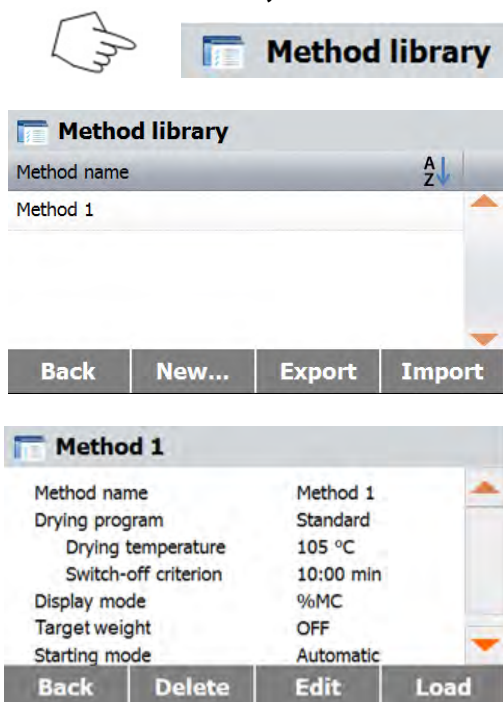 Method library
Method library
Method name
A
Z
Method 1
Back New... Export Import
Method 1
Method name Method 1
Drying program Standard
Drying temperature 105 °C
Switch-off criterion 10:00 min
Display mode %MC
Target weight OFF
Starting mode Automatic
Back Delete Edit Load